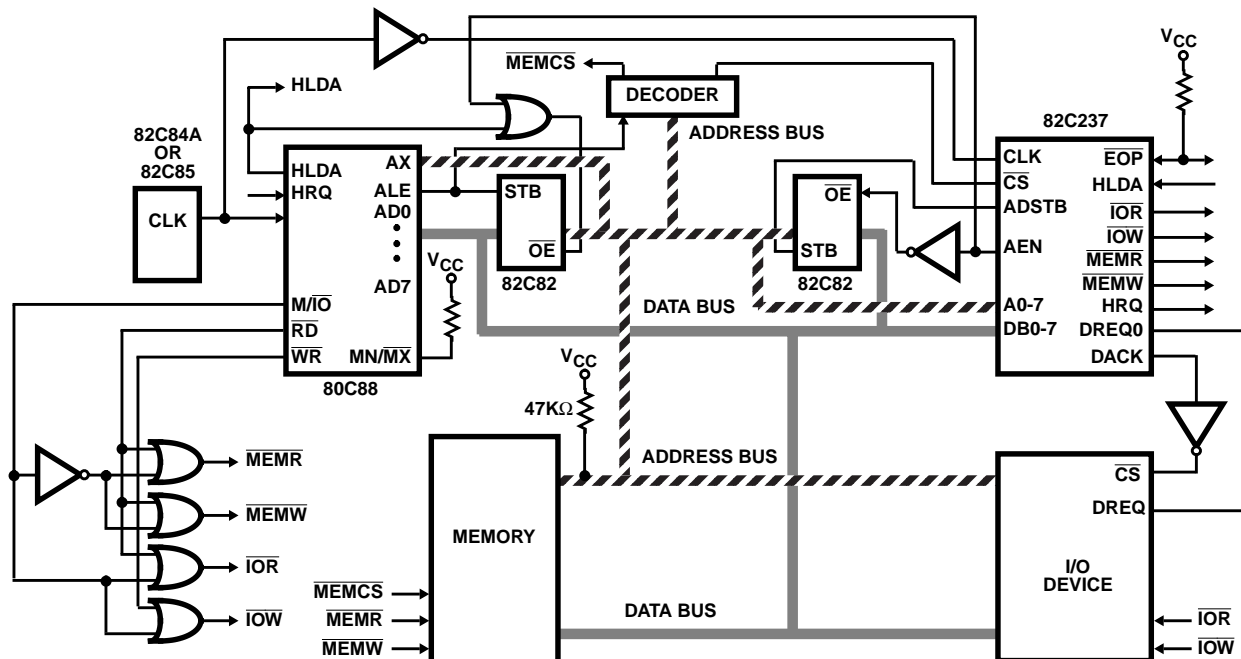 V̅CC
MEMCS
HLDA
DECODER
82C84A
OR
82C85
ADDRESS BUS
82C237
CLK
HLDA
HRQ
AX
ALE
AD0
AD7
M/IO
RD
WR
MN/MX
80C88
STB
OE
82C82
OE
STB
82C82
CLK
CS
ADSTB
AEN
A0-7
DB0-7
EOP
HLDA
IOR
IOW
MEMR
MEMW
HRQ
DREQ0
DACK
VCC
DATA BUS
VCC
47KΩ
MEMR
MEMW
IOR
IOW
ADDRESS BUS
MEMORY
MEMCS
MEMR
MEMW
DATA BUS
CS
DREQ
I/O
DEVICE
IOR
IOW